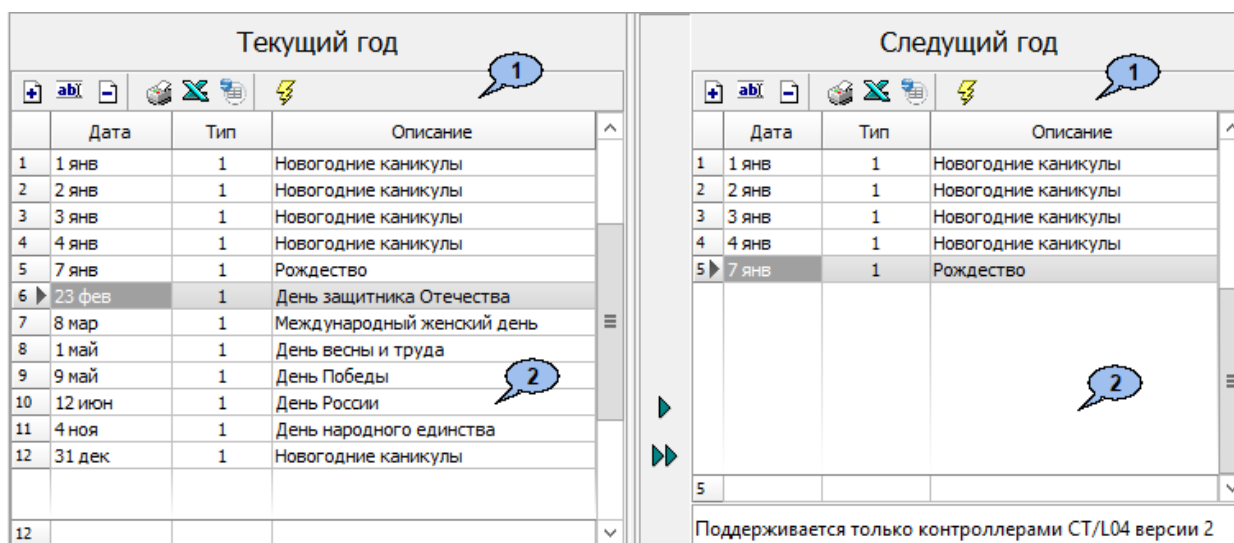 Текущий год
1
abI
Дата Тип Описание
1 1 янв 1 Новогодние каникулы
2 2 янв 1 Новогодние каникулы
3 3 янв 1 Новогодние каникулы
4 4 янв 1 Новогодние каникулы
5 7 янв 1 Рождество
6 23 фев 1 День защитника Отечества
7 8 мар 1 Международный женский день
8 1 май 1 День весны и труда
9 9 май 1 День Победы
2
10 12 июн 1 День России
11 4 ноя 1 День народного единства
12 31 дек 1 Новогодние каникулы
12
Следущий год
1
abI
Дата Тип Описание
1 1 янв 1 Новогодние каникулы
2 2 янв 1 Новогодние каникулы
3 3 янв 1 Новогодние каникулы
4 4 янв 1 Новогодние каникулы
5 7 янв 1 Рождество
2
5
Поддерживается только контроллерами CT/L04 версии 2